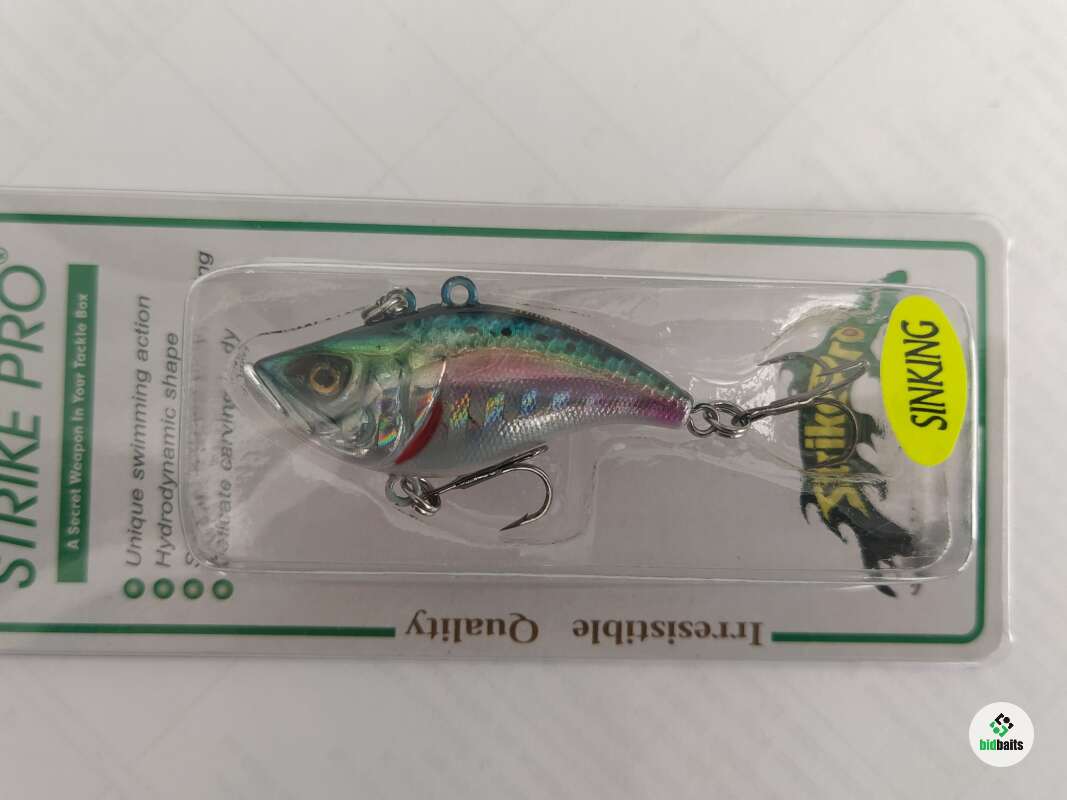 STRIKE PRO®
A Secret Weapon In Your Tackle Box
Unique swimming action
Hydrodynamic shape
carving
Strike Pro
SINKING
Irresistible Quality
bidbaits